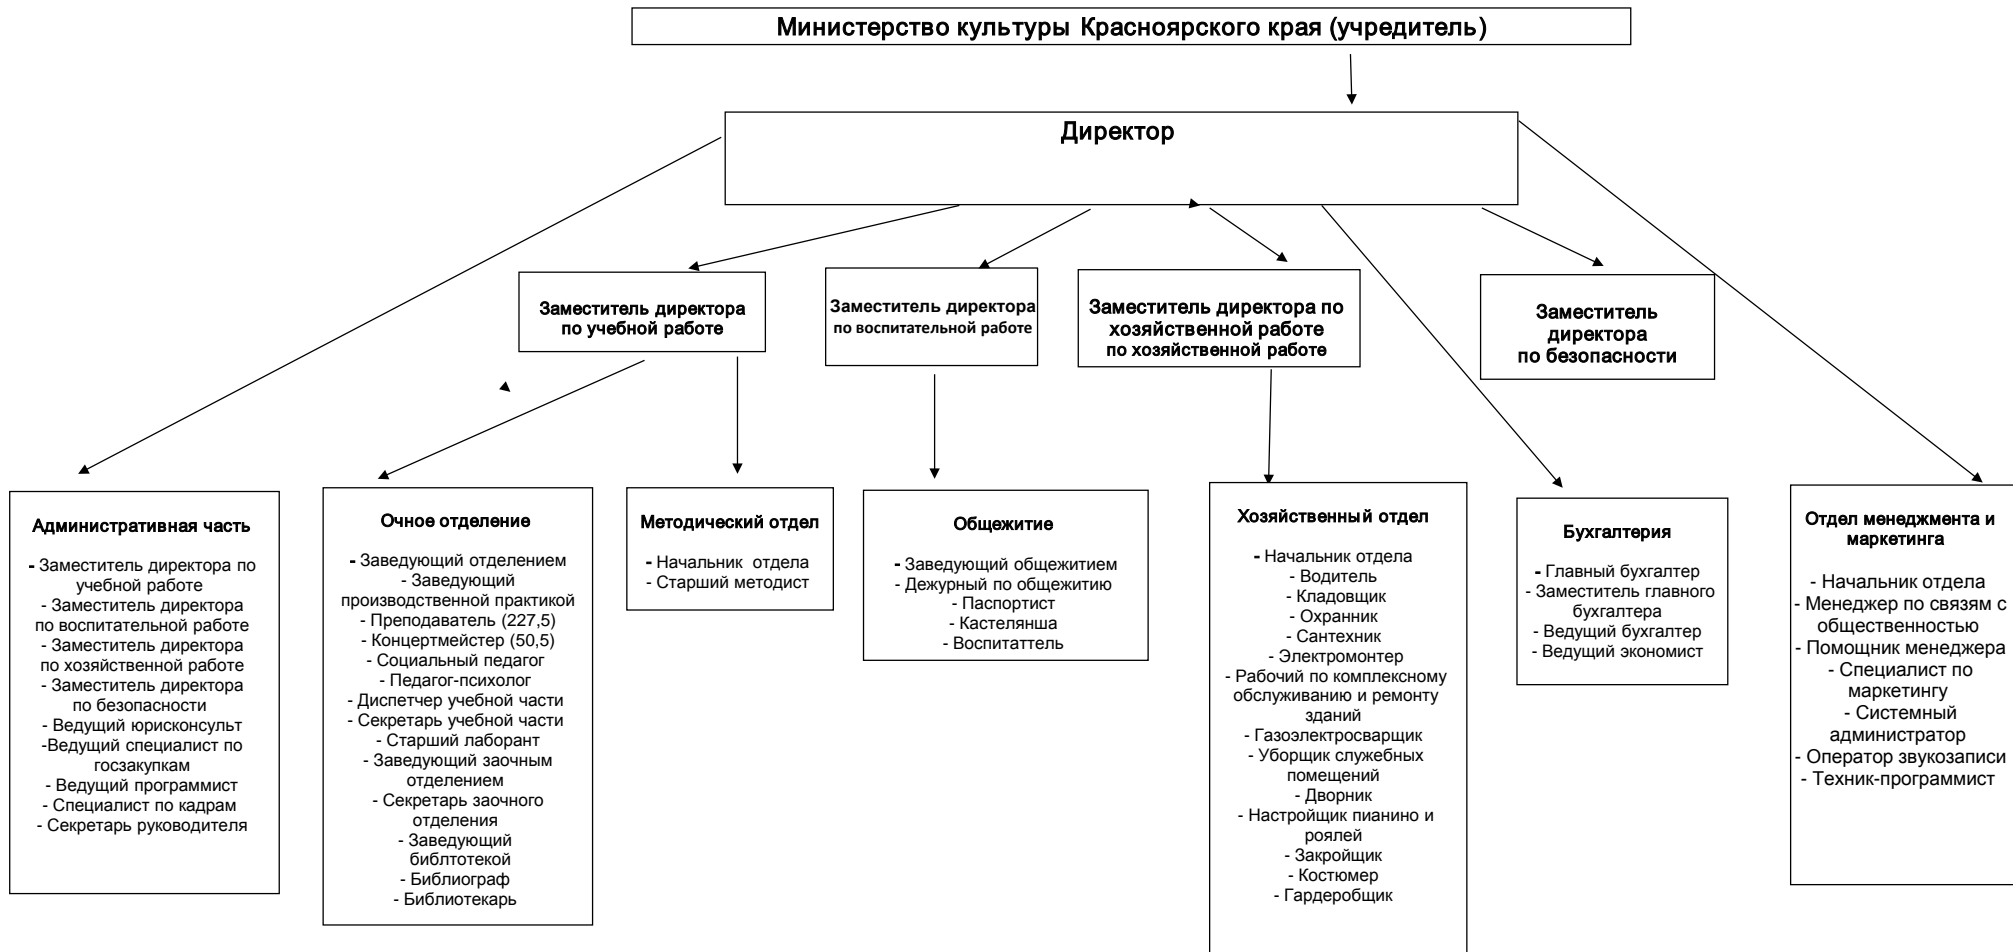 Министерство культуры Красноярского края (учредитель)
Директор
Заместитель директора
по учебной работе
Заместитель директора
по воспитательной работе
Заместитель директора по
хозяйственной работе
по хозяйственной работе
Заместитель
директора
по безопасности
Административная часть
- Заместитель директора по
учебной работе
- Заместитель директора
по воспитательной работе
- Заместитель директора
по хозяйственной работе
- Заместитель директора
по безопасности
- Ведущий юрисконсульт
-Ведущий специалист по
госзакупкам
- Ведущий программист
- Специалист по кадрам
- Секретарь руководителя
Очное отделение
- Заведующий отделением
- Заведующий
производственной практикой
- Преподаватель (227,5)
- Концертмейстер (50,5)
- Социальный педагог
- Педагог-психолог
- Диспетчер учебной части
- Секретарь учебной части
- Старший лаборант
- Заведующий заочным
отделением
- Секретарь заочного
отделения
- Заведующий
библтотекой
- Библиограф
- Библиотекарь
Методический отдел
- Начальник отдела
- Старший методист
Общежитие
- Заведующий общежитием
- Дежурный по общежитию
- Паспортист
- Кастелянша
- Воспитаттель
Хозяйственный отдел
- Начальник отдела
- Водитель
- Кладовщик
- Охранник
- Сантехник
- Электромонтер
- Рабочий по комплексному
обслуживанию и ремонту
зданий
- Газоэлектросварщик
- Уборщик служебных
помещений
- Дворник
- Настройщик пианино и
роялей
- Закройщик
- Костюмер
- Гардеробщик
Бухгалтерия
- Главный бухгалтер
- Заместитель главного
бухгалтера
- Ведущий бухгалтер
- Ведущий экономист
Отдел менеджмента и
маркетинга
- Начальник отдела
- Менеджер по связям с
общественностью
- Помощник менеджера
- Специалист по
маркетингу
- Системный
администратор
- Оператор звукозаписи
- Техник-программист